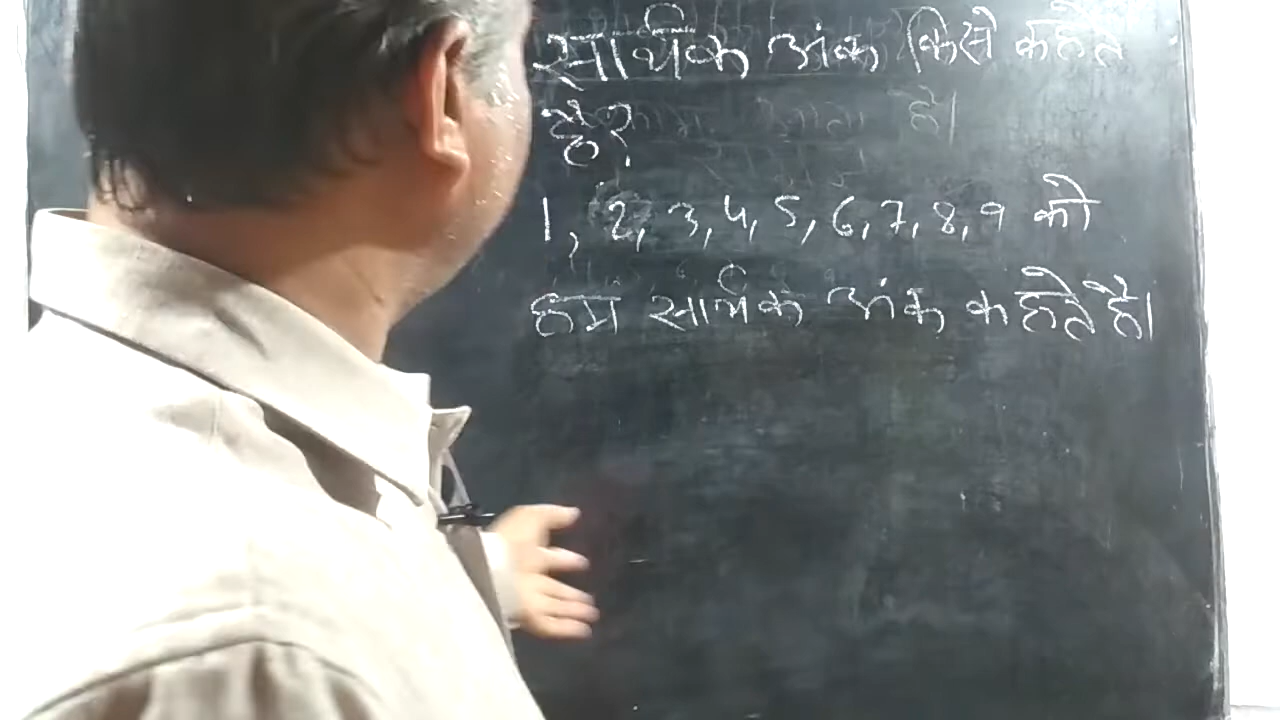 सार्थक अंक किसे कहते
है?
1, 2, 3, 4, 5, 6, 7, 8, 9 को
हम सार्थक अंक कहते है।